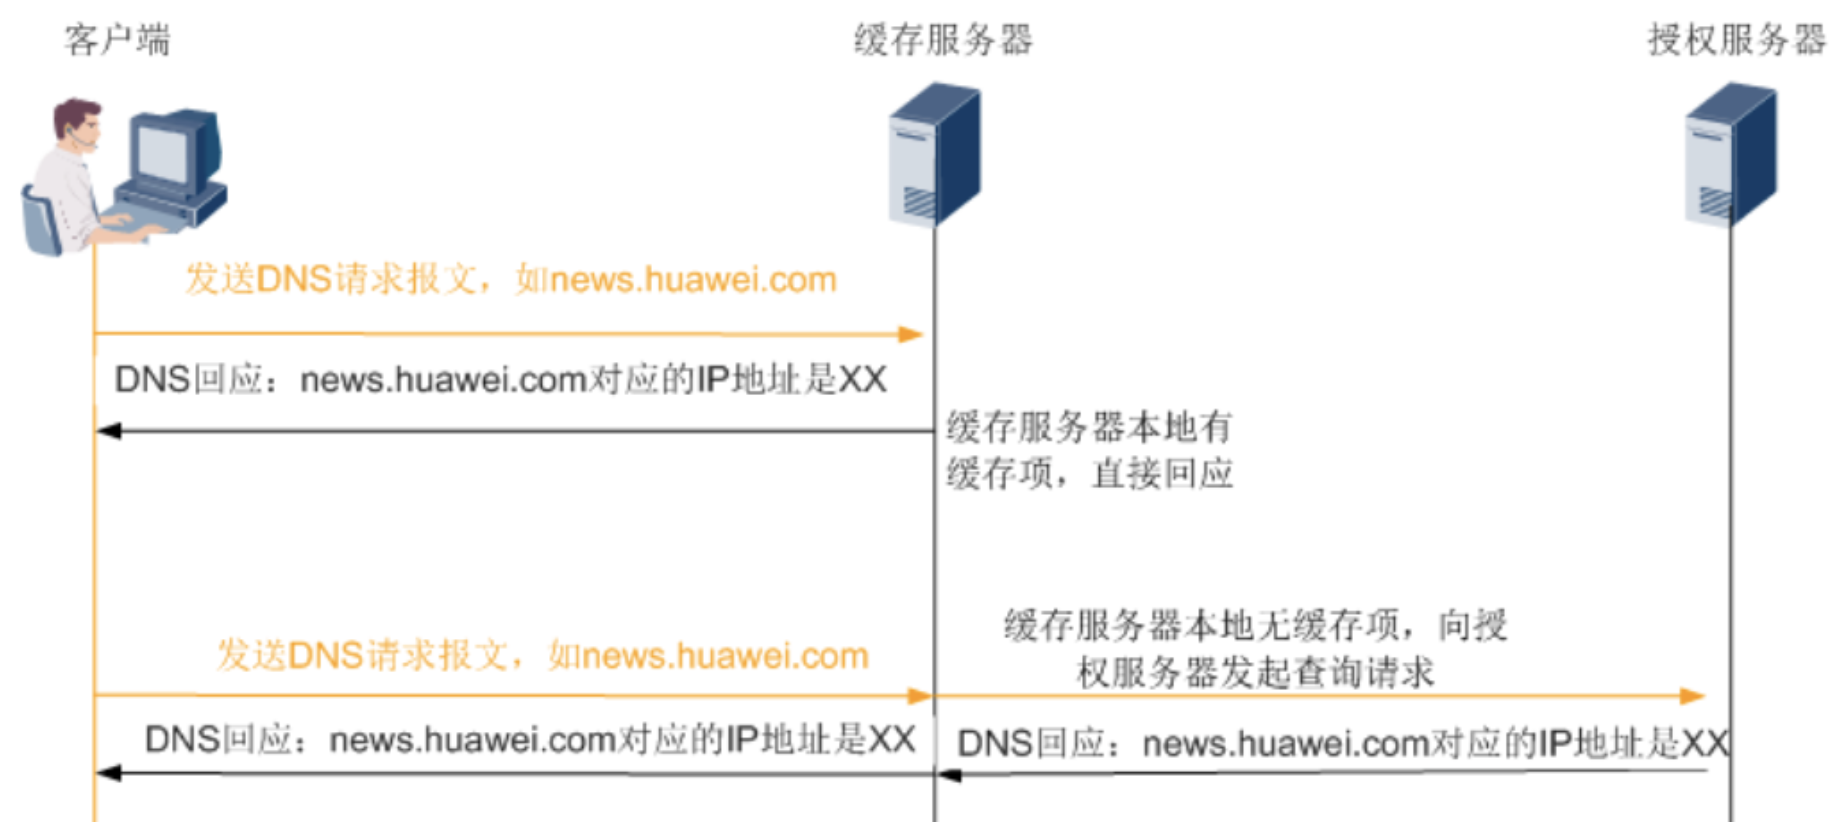 客户端
缓存服务器
授权服务器
发送DNS请求报文，如news.huawei.com
DNS回应：news.huawei.com对应的IP地址是XX
缓存服务器本地有
缓存项，直接回应
缓存服务器本地无缓存项，向授
权服务器发起查询请求
发送DNS请求报文，如news.huawei.com
DNS回应：news.huawei.com对应的IP地址是XX
DNS回应：news.huawei.com对应的IP地址是XX